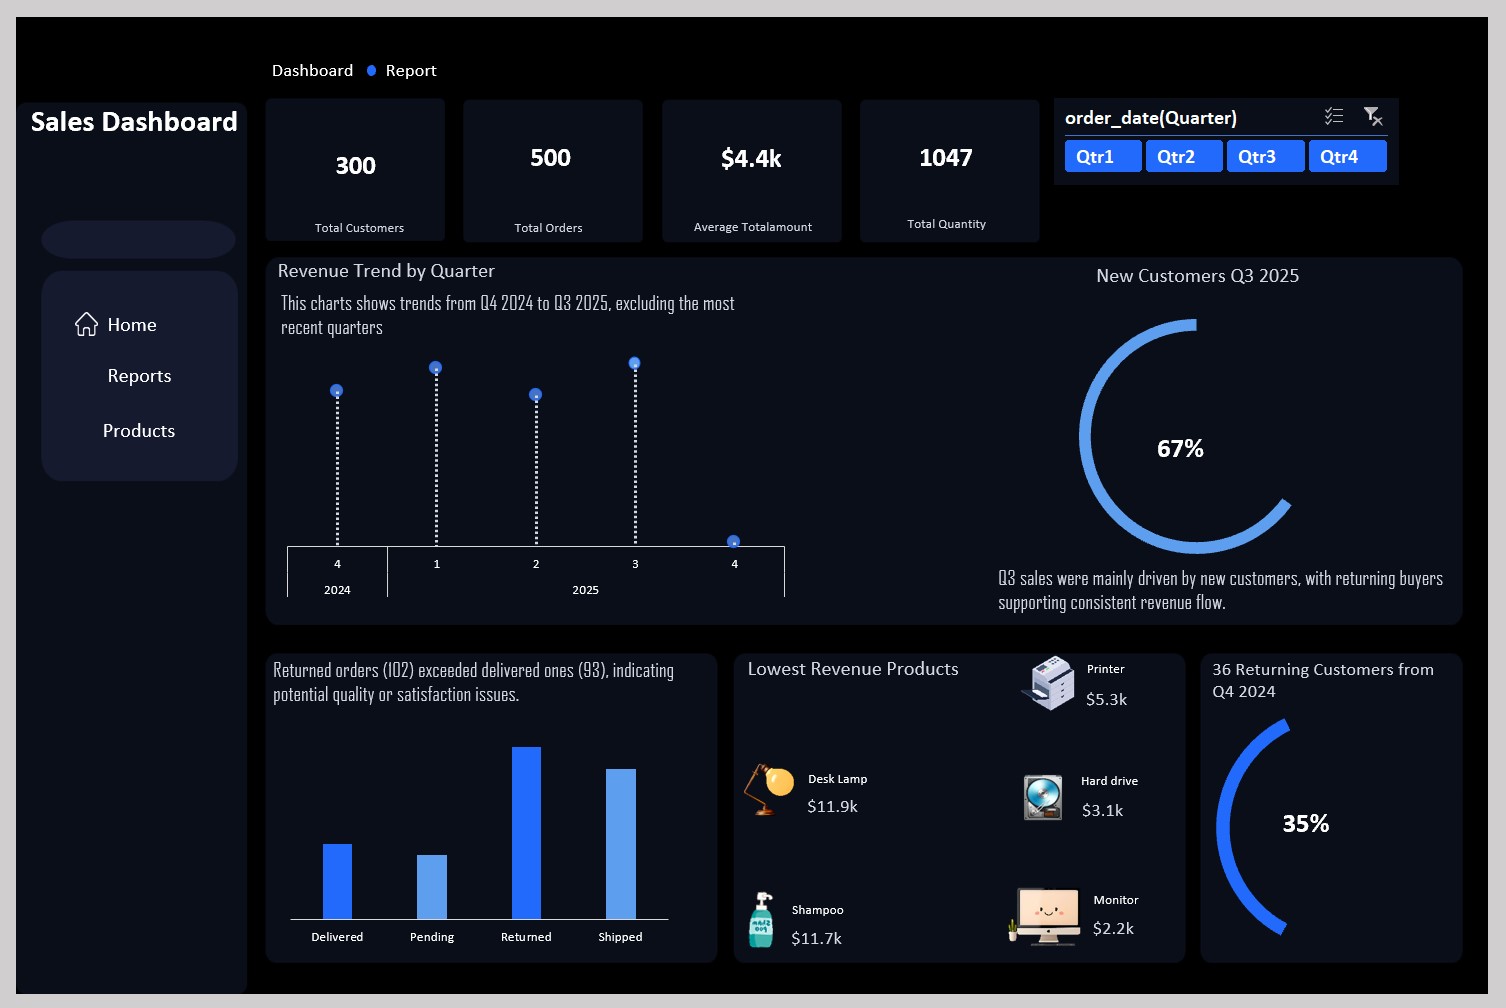 Dashboard
Report
Sales Dashboard
300
Total Customers
500
Total Orders
$4.4k
Average Totalamount
1047
Total Quantity
order_date(Quarter)
Qtr1 Qtr2 Qtr3 Qtr4
Home
Reports
Products
Revenue Trend by Quarter
This charts shows trends from Q4 2024 to Q3 2025, excluding the most
recent quarters
4 1 2 3 4
2024 2025
New Customers Q3 2025
67%
Q3 sales were mainly driven by new customers, with returning buyers
supporting consistent revenue flow.
Returned orders (102) exceeded delivered ones (93), indicating
potential quality or satisfaction issues.
Delivered Pending Returned Shipped
Lowest Revenue Products
Printer
$5.3k
Desk Lamp
$11.9k
Hard drive
$3.1k
Shampoo
$11.7k
Monitor
$2.2k
36 Returning Customers from
Q4 2024
35%